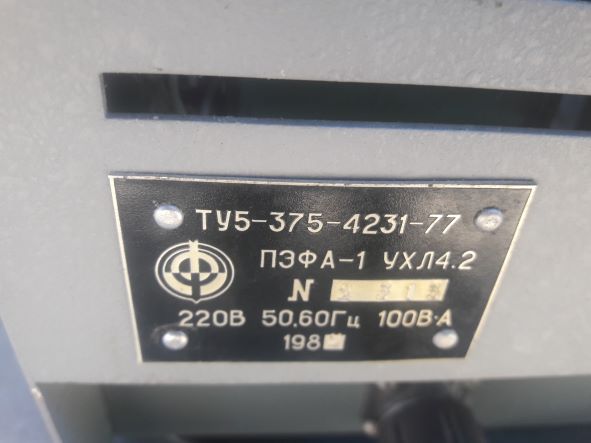 ТУ5-375-4231-77
ПЭФА-1 УХЛ4.2
N
220В 50,60Гц 100В·А
198